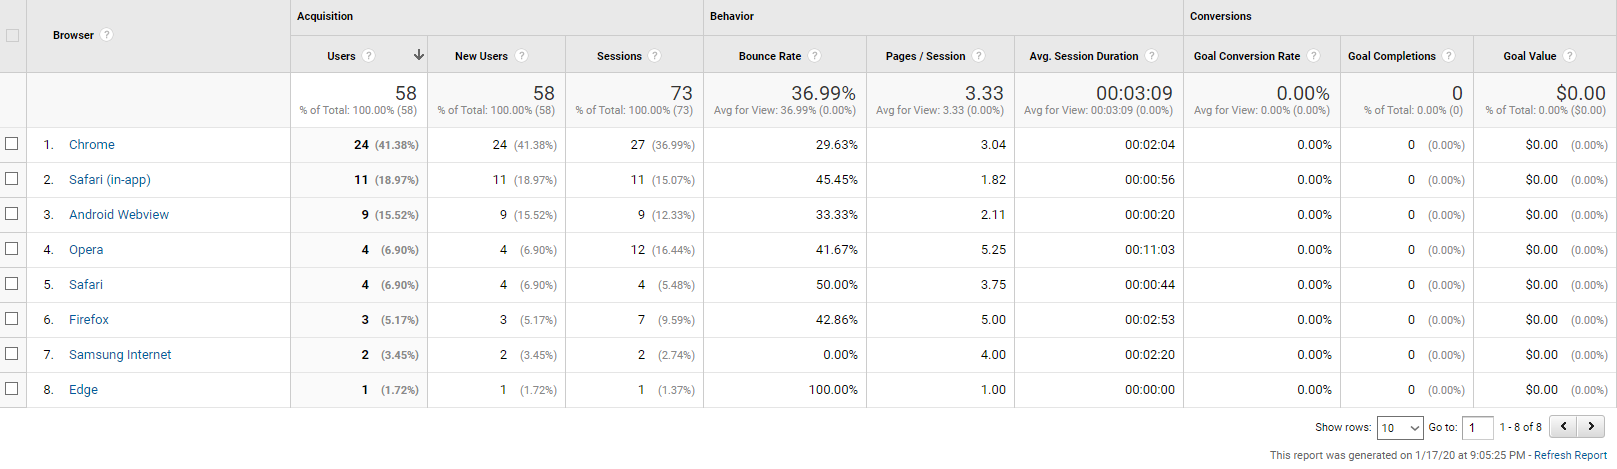 Acquisition Behavior Conversions
Browser ?
Users ? New Users ? Sessions ? Bounce Rate ? Pages / Session ? Avg. Session Duration ? Goal Conversion Rate ? Goal Completions ? Goal Value ?
58 58 73 36.99% 3.33 00:03:09 0.00% 0 $0.00
% of Total: 100.00% (58) % of Total: 100.00% (58) % of Total: 100.00% (73) Avg for View: 36.99% (0.00%) Avg for View: 3.33 (0.00%) Avg for View: 00:03:09 (0.00%) Avg for View: 0.00% (0.00%) % of Total: 0.00% (0) % of Total: 0.00% ($0.00)
1. Chrome 24 (41.38%) 24 (41.38%) 27 (36.99%) 29.63% 3.04 00:02:04 0.00% 0 (0.00%) $0.00 (0.00%)
2. Safari (in-app) 11 (18.97%) 11 (18.97%) 11 (15.07%) 45.45% 1.82 00:00:56 0.00% 0 (0.00%) $0.00 (0.00%)
3. Android Webview 9 (15.52%) 9 (15.52%) 9 (12.33%) 33.33% 2.11 00:00:20 0.00% 0 (0.00%) $0.00 (0.00%)
4. Opera 4 (6.90%) 4 (6.90%) 12 (16.44%) 41.67% 5.25 00:11:03 0.00% 0 (0.00%) $0.00 (0.00%)
5. Safari 4 (6.90%) 4 (6.90%) 4 (5.48%) 50.00% 3.75 00:00:44 0.00% 0 (0.00%) $0.00 (0.00%)
6. Firefox 3 (5.17%) 3 (5.17%) 7 (9.59%) 42.86% 5.00 00:02:53 0.00% 0 (0.00%) $0.00 (0.00%)
7. Samsung Internet 2 (3.45%) 2 (3.45%) 2 (2.74%) 0.00% 4.00 00:02:20 0.00% 0 (0.00%) $0.00 (0.00%)
8. Edge 1 (1.72%) 1 (1.72%) 1 (1.37%) 100.00% 1.00 00:00:00 0.00% 0 (0.00%) $0.00 (0.00%)
Show rows: 10 Go to: 1 1 - 8 of 8
This report was generated on 1/17/20 at 9:05:25 PM - Refresh Report